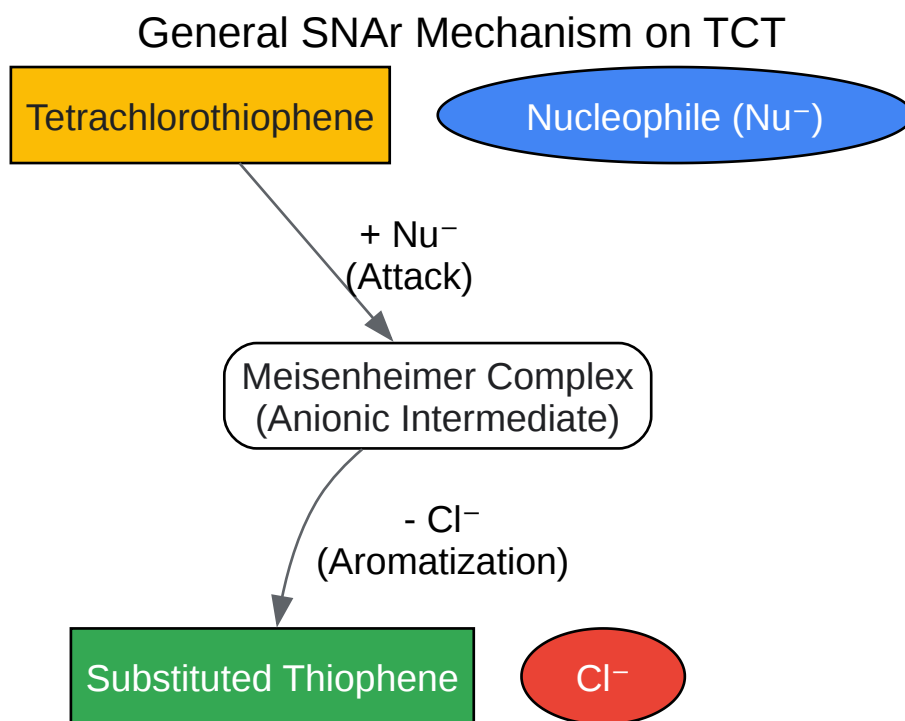 General SNAr Mechanism on TCT
Tetrachlorothiophene
Nucleophile (Nu⁻)
+ Nu⁻
(Attack)
Meisenheimer Complex
(Anionic Intermediate)
- Cl⁻
(Aromatization)
Substituted Thiophene
Cl⁻